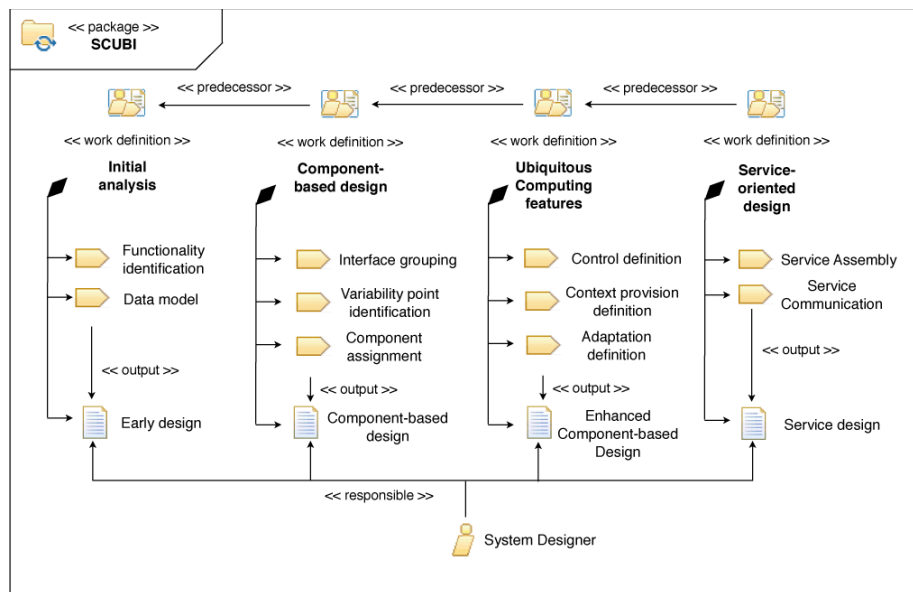 << package >>
SCUBI
<< predecessor >>
<< predecessor >>
<< predecessor >>
<< work definition >>
<< work definition >>
<< work definition >>
<< work definition >>
Initial
analysis
Component-
based design
Ubiquitous
Computing
features
Service-
oriented
design
Functionality
identification
Data model
<< output >>
Early design
Interface grouping
Variability point
identification
Component
assignment
<< output >>
Component-based
design
Control definition
Context provision
definition
Adaptation
definition
<< output >>
Enhanced
Component-based
Design
Service Assembly
Service
Communication
<< output >>
Service design
<< responsible >>
System Designer